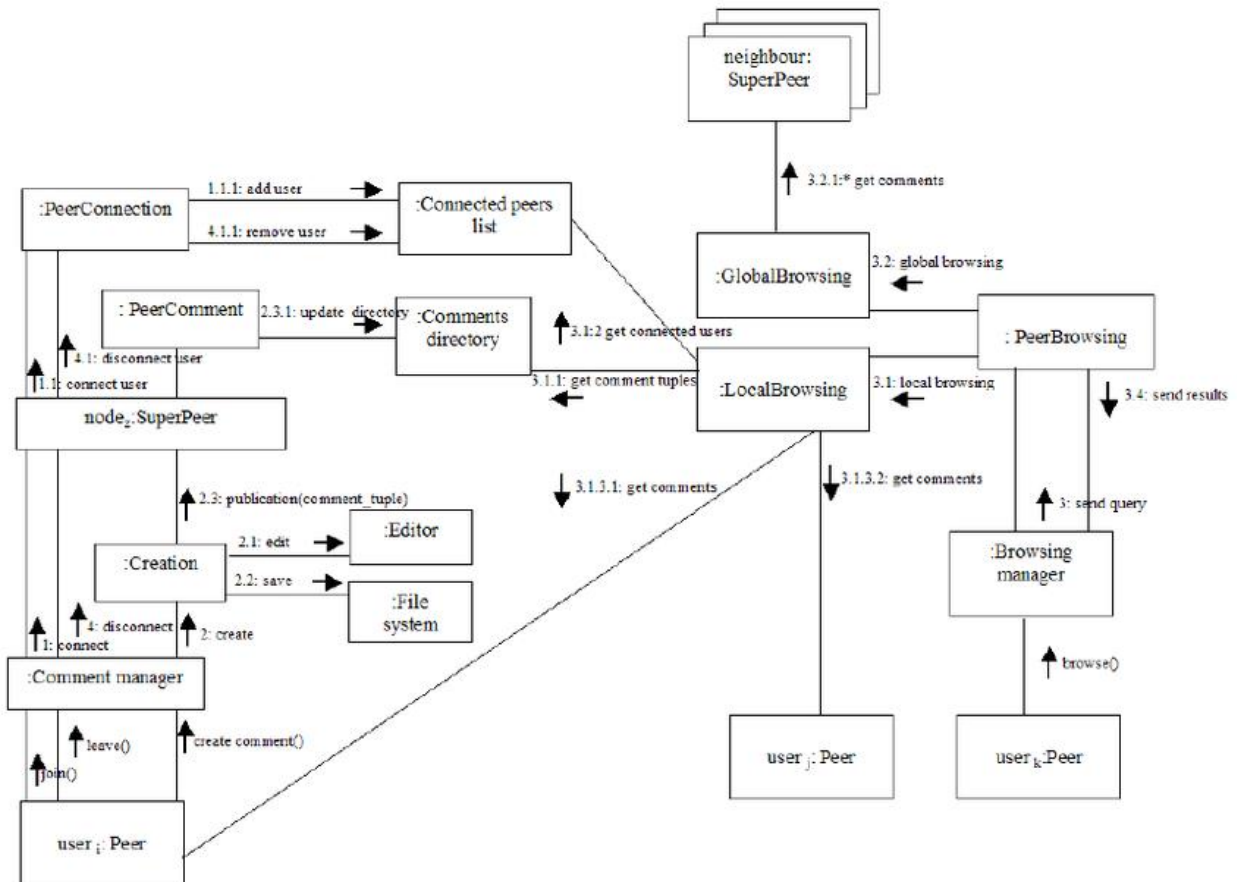 neighbour:
SuperPeer
3.2.1:* get comments
1.1.1: add user
:PeerConnection
:Connected peers
list
4.1.1: remove user
:GlobalBrowsing
3.2: global browsing
: PeerComment
2.3.1: update_directory
:Comments
directory
3.1:2 get connected users
: PeerBrowsing
4.1: disconnect user
1.1: connect user
3.1.1: get comment tuples
:LocalBrowsing
3.1: local browsing
3.4: send results
node z:SuperPeer
3.1.3.1: get comments
3.1.3.2: get comments
2.3: publication(comment_tuple)
3: send query
:Editor
2.1: edit
:Creation
:Browsing
manager
2.2: save
:File
system
4: disconnect
2: create
1: connect
:Comment manager
browse()
leave()
create comment()
join()
user j: Peer
user k:Peer
user i: Peer